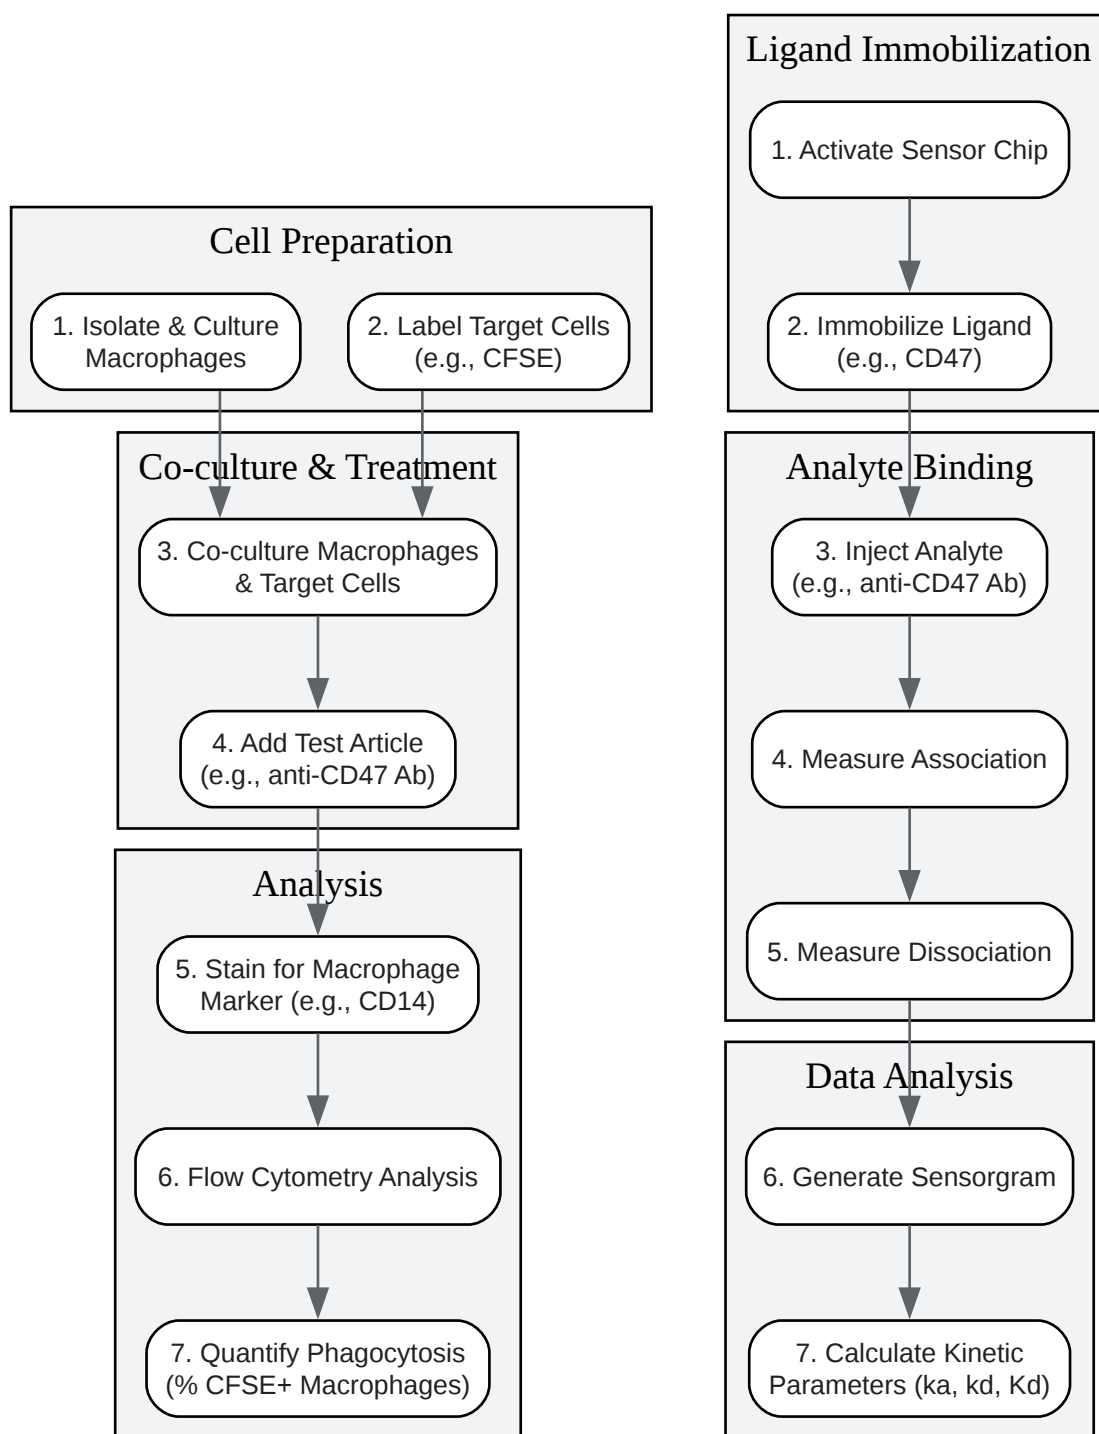 Cell Preparation
1. Isolate & Culture
Macrophages
2. Label Target Cells
(e.g., CFSE)
Co-culture & Treatment
3. Co-culture Macrophages
& Target Cells
4. Add Test Article
(e.g., anti-CD47 Ab)
Analysis
5. Stain for Macrophage
Marker (e.g., CD14)
6. Flow Cytometry Analysis
7. Quantify Phagocytosis
(% CFSE+ Macrophages)
Ligand Immobilization
1. Activate Sensor Chip
2. Immobilize Ligand
(e.g., CD47)
Analyte Binding
3. Inject Analyte
(e.g., anti-CD47 Ab)
4. Measure Association
5. Measure Dissociation
Data Analysis
6. Generate Sensorgram
7. Calculate Kinetic
Parameters (ka, kd, Kd)